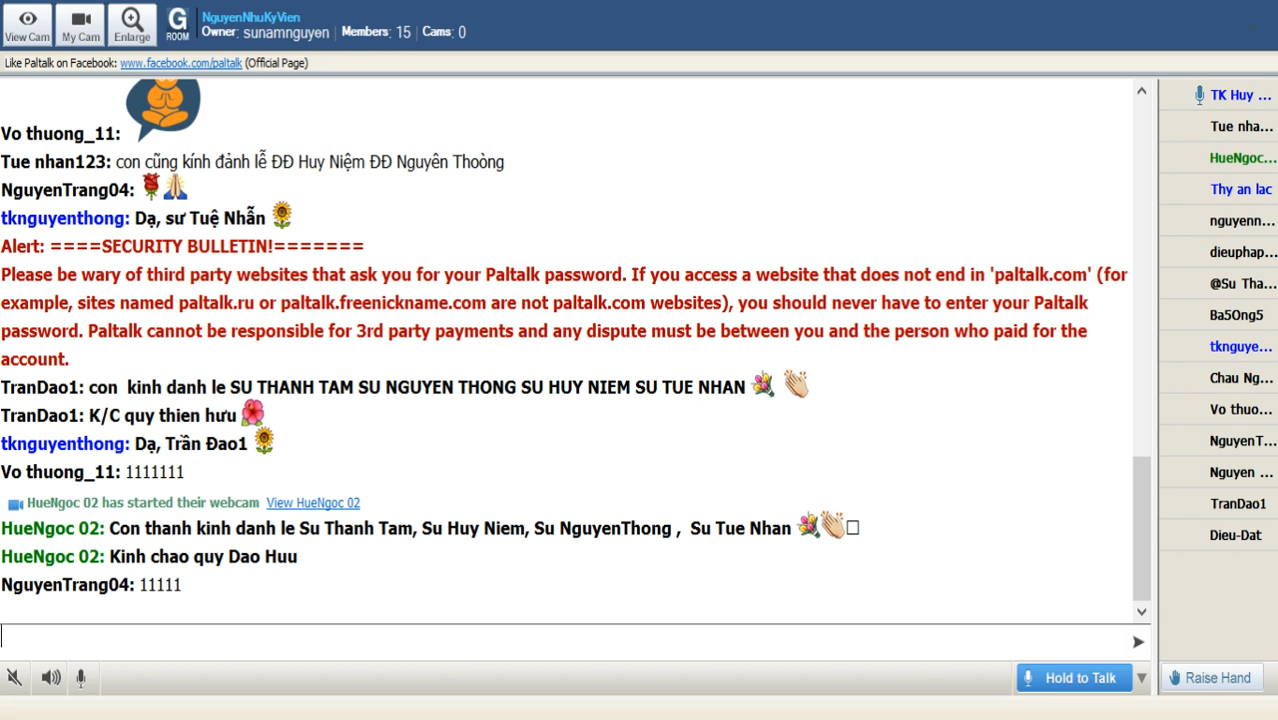 View Cam
My Cam
Enlarge
G
ROOM
NguyenNhuKyVien
Owner: sunamnguyen | Members: 15 | Cams: 0
Like Paltalk on Facebook: www.facebook.com/paltalk (Official Page)
Vo thuong_11:
Tue nhan123: con cũng kính đảnh lễ ĐĐ Huy Niệm ĐĐ Nguyên Thoòng
NguyenTrang04:
tknguyenthong: Dạ, sư Tuệ Nhẫn
Alert: ====SECURITY BULLETIN!=======
Please be wary of third party websites that ask you for your Paltalk password. If you access a website that does not end in 'paltalk.com' (for
example, sites named paltalk.ru or paltalk.freenickname.com are not paltalk.com websites), you should never have to enter your Paltalk
password. Paltalk cannot be responsible for 3rd party payments and any dispute must be between you and the person who paid for the
account.
TranDao1: con  kinh danh le SU THANH TAM SU NGUYEN THONG SU HUY NIEM SU TUE NHAN
TranDao1: K/C quy thien hưu
tknguyenthong: Dạ, Trần Đao1
Vo thuong_11: 1111111
HueNgoc 02 has started their webcam View HueNgoc 02
HueNgoc 02: Con thanh kinh danh le Su Thanh Tam, Su Huy Niem, Su NguyenThong ,  Su Tue Nhan
HueNgoc 02: Kinh chao quy Dao Huu
NguyenTrang04: 11111
Hold to Talk
TK Huy ...
Tue nha...
HueNgoc...
Thy an lac
nguyenn...
dieuphap...
@Su Tha...
Ba5Ong5
tknguye...
Chau Ng...
Vo thuo...
NguyenT...
Nguyen ...
TranDao1
Dieu-Dat
Raise Hand